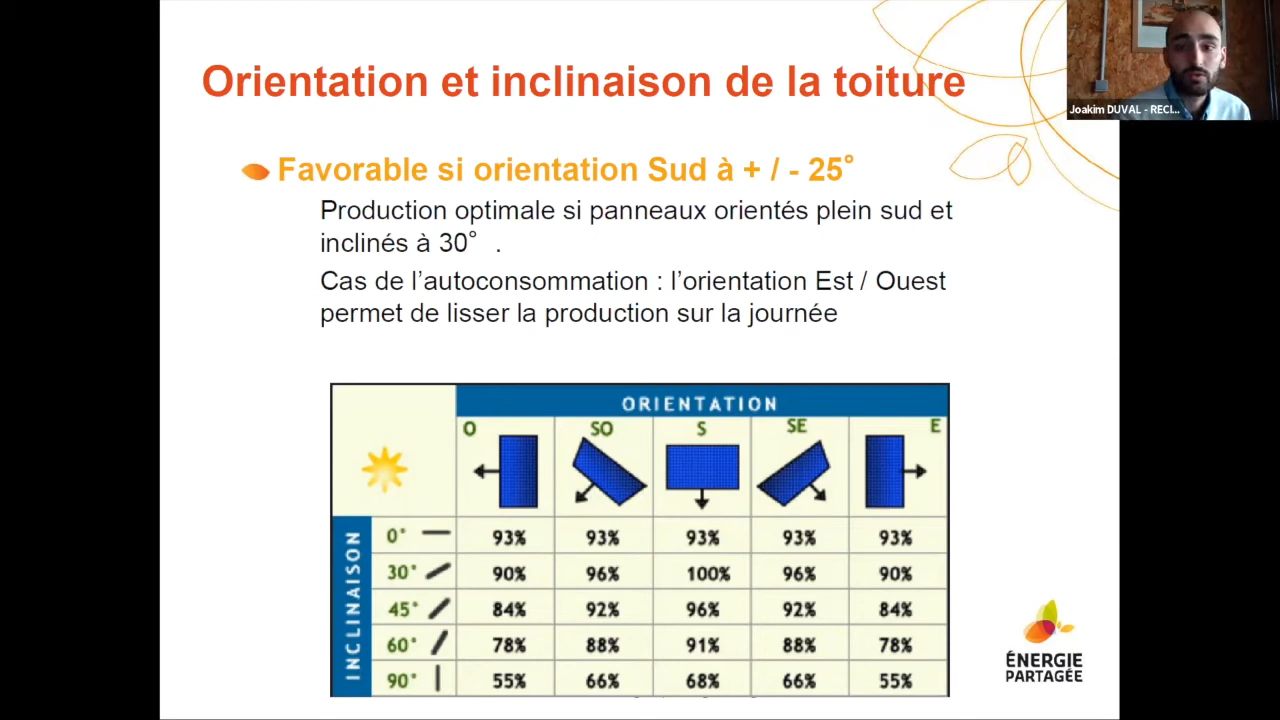 Orientation et inclinaison de la toiture
Joakim DUVAL - RECI...
Favorable si orientation Sud à + / - 25°
Production optimale si panneaux orientés plein sud et
inclinés à 30° .
Cas de l’autoconsommation : l’orientation Est / Ouest
permet de lisser la production sur la journée
ORIENTATION
O SO S SE E
INCLINAISON
0° 93% 93% 93% 93% 93%
30° 90% 96% 100% 96% 90%
45° 84% 92% 96% 92% 84%
60° 78% 88% 91% 88% 78%
90° 55% 66% 68% 66% 55%
ÉNERGIE
PARTAGÉE